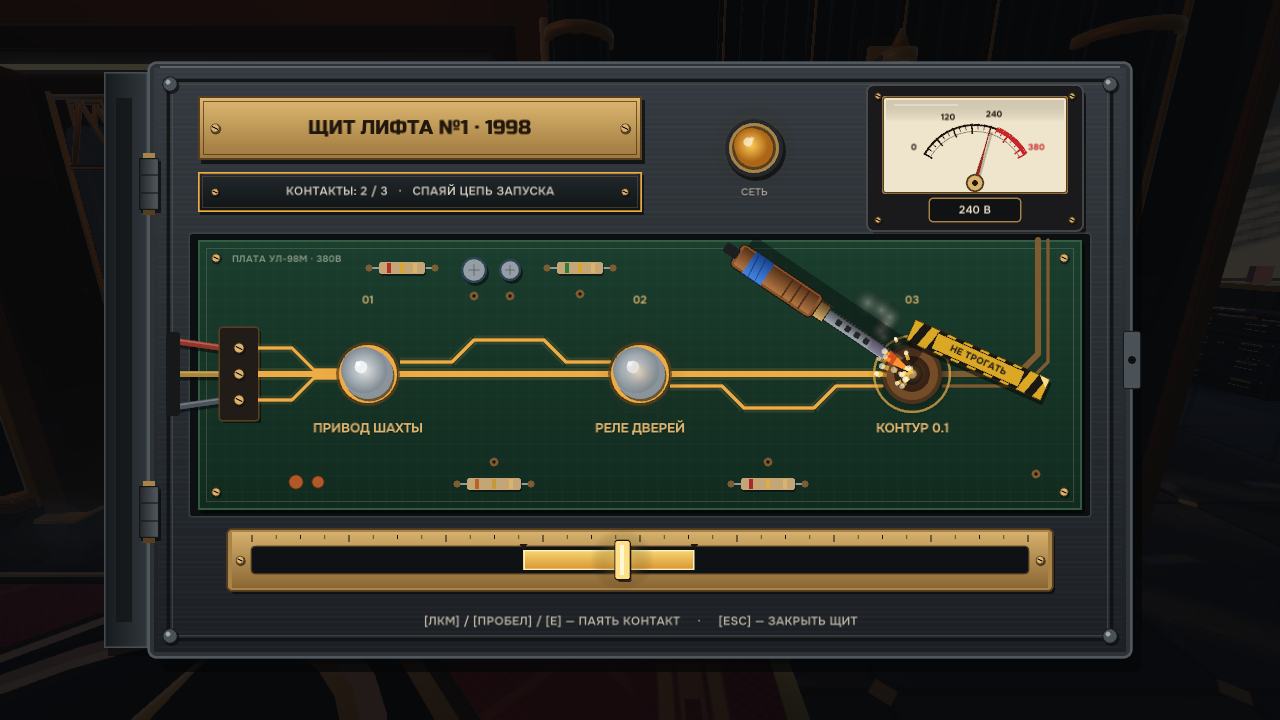 ЩИТ ЛИФТА №1 · 1998
КОНТАКТЫ: 2 / 3 · СПАЯЙ ЦЕПЬ ЗАПУСКА
СЕТЬ
0
120
240
380
240 В
ПЛАТА УЛ-98М · 380В
01
02
03
НЕ ТРОГАТЬ
ПРИВОД ШАХТЫ
РЕЛЕ ДВЕРЕЙ
КОНТУР 0.1
[ЛКМ] / [ПРОБЕЛ] / [E] — ПАЯТЬ КОНТАКТ · [ESC] — ЗАКРЫТЬ ЩИТ